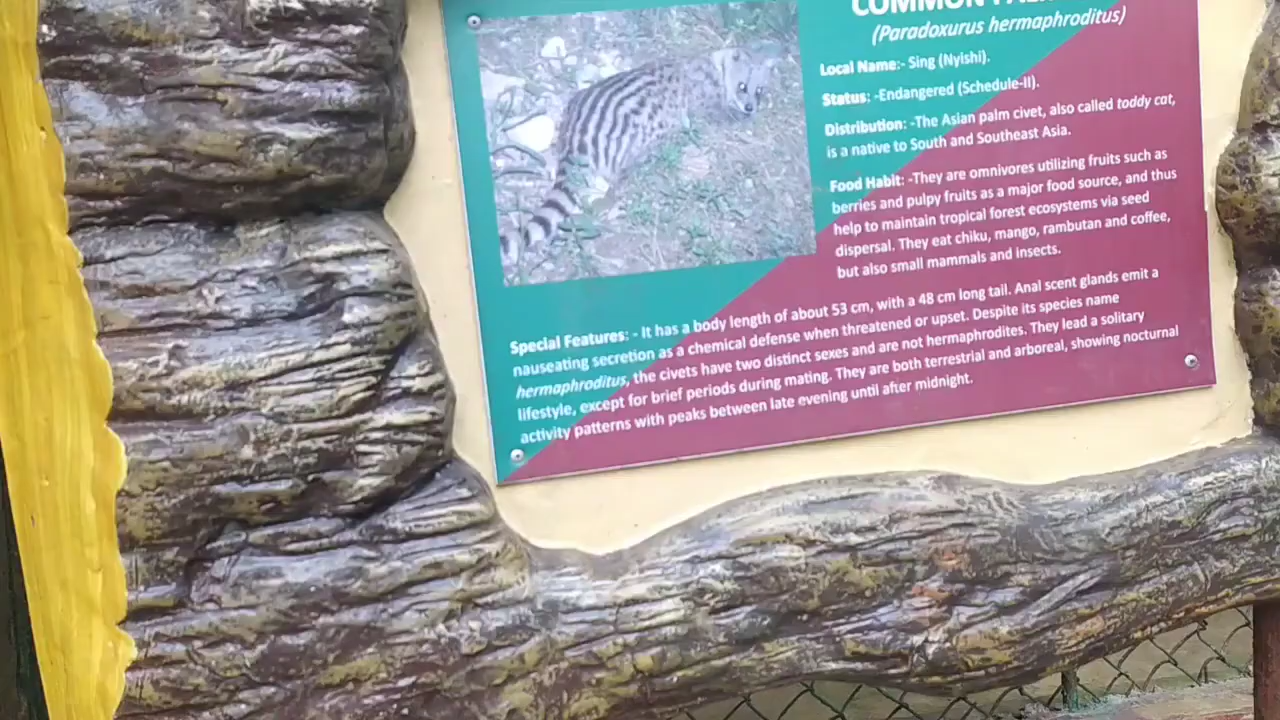 COMMON
(Paradoxurus hermaphroditus)
Local Name:- Sing (Nyishi).
Status: -Endangered (Schedule-II).
Distribution: -The Asian palm civet, also called toddy cat,
is a native to South and Southeast Asia.
Food Habit: -They are omnivores utilizing fruits such as
berries and pulpy fruits as a major food source, and thus
help to maintain tropical forest ecosystems via seed
dispersal. They eat chiku, mango, rambutan and coffee,
but also small mammals and insects.
Special Features: - It has a body length of about 53 cm, with a 48 cm long tail. Anal scent glands emit a
nauseating secretion as a chemical defense when threatened or upset. Despite its species name
hermaphroditus, the civets have two distinct sexes and are not hermaphrodites. They lead a solitary
lifestyle, except for brief periods during mating. They are both terrestrial and arboreal, showing nocturnal
activity patterns with peaks between late evening until after midnight.